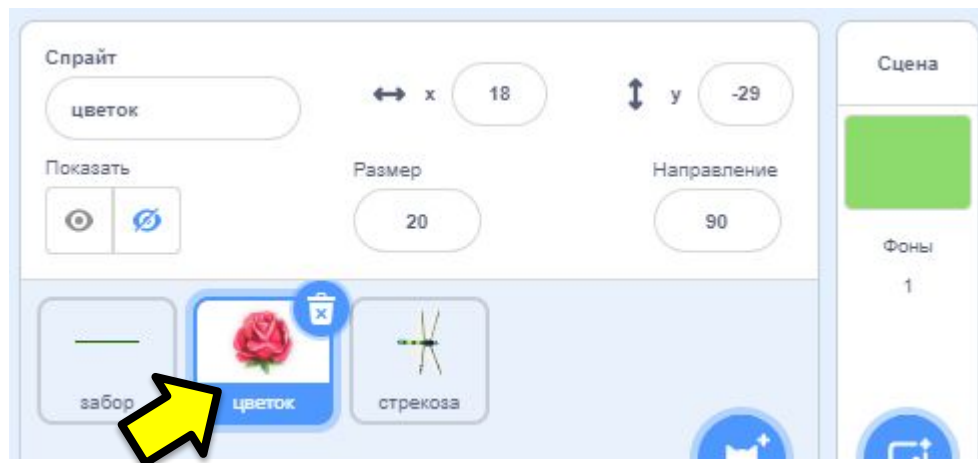 Спрайт
цветок
x 18
y -29
Показать
Размер
20
Направление
90
забор
цветок
стрекоза
Сцена
Фоны
1